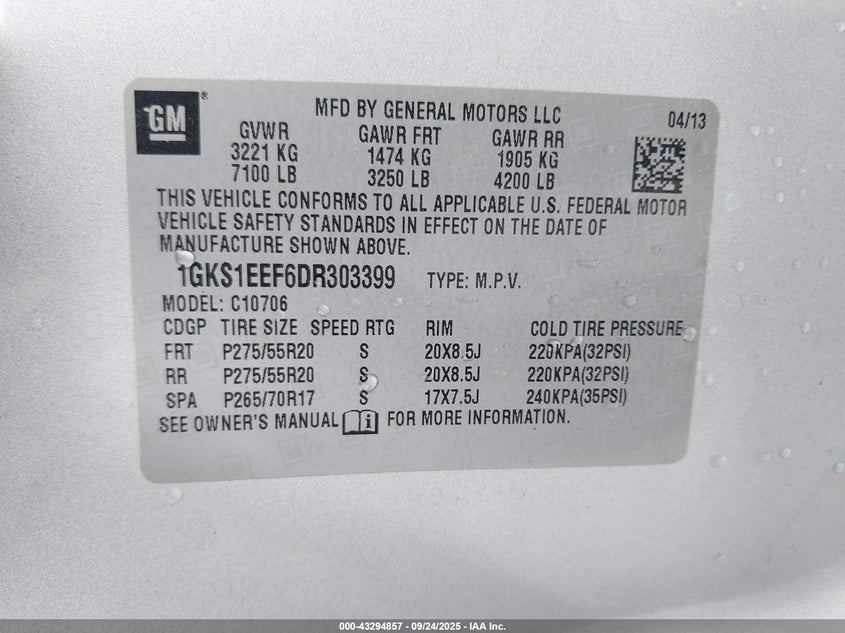 GM ® MFD BY GENERAL MOTORS LLC 04/13
GVWR GAWR FRT GAWR RR
3221 KG 1474 KG 1905 KG
7100 LB 3250 LB 4200 LB
THIS VEHICLE CONFORMS TO ALL APPLICABLE U.S. FEDERAL MOTOR
VEHICLE SAFETY STANDARDS IN EFFECT ON THE DATE OF
MANUFACTURE SHOWN ABOVE.
1GKS1EEF6DR303399 TYPE: M.P.V.
MODEL: C10706
CDGP TIRE SIZE SPEED RTG RIM COLD TIRE PRESSURE
FRT P275/55R20 S 20X8.5J 220KPA(32PSI)
RR P275/55R20 S 20X8.5J 220KPA(32PSI)
SPA P265/70R17 S 17X7.5J 240KPA(35PSI)
SEE OWNER'S MANUAL i FOR MORE INFORMATION.
000-43294857 - 09/24/2025 - IAA Inc.